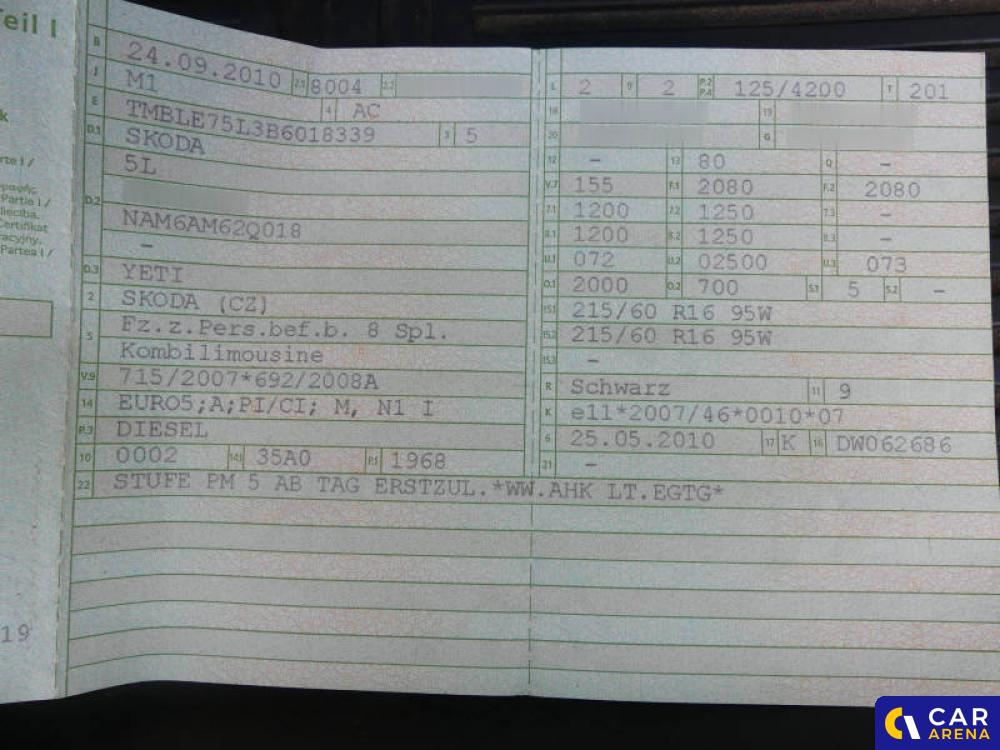 Teil I
k
rte I /
Partie I /
Certifikat
racyjny.
Partea I /
19
B 24.09.2010 2.1 8004 2.2
J M1 4 AC
E TMBLE75L3B6018339 3 5
D.1 SKODA
5L
D.2
NAM6AM62Q018
–
D.3 YETI
2 SKODA (CZ)
5 Fz.z.Pers.bef.b. 8 Spl.
Kombilimousine
V.9 715/2007*692/2008A
14 EURO5;A;PI/CI; M, N1 I
P.3 DIESEL
10 0002 14.1 35A0 P.1 1968
22 STUFE PM 5 AB TAG ERSTZUL.*WW.AHK LT.EGTG*
L 2 9 2 P.2 P.4 125/4200 T 201
18 19
20 G
12 – 13 80 Q –
V.7 155 F.1 2080 F.2 2080
7.1 1200 7.2 1250 7.3 –
8.1 1200 8.2 1250 8.3 –
U.1 072 U.2 02500 U.3 073
O.1 2000 O.2 700 S.1 5 S.2 –
15.1 215/60 R16 95W
15.2 215/60 R16 95W
15.3 –
R Schwarz 11 9
K e11*2007/46*0010*07
6 25.05.2010 17 K 16 DW062686
21 –
CAR
ARENA